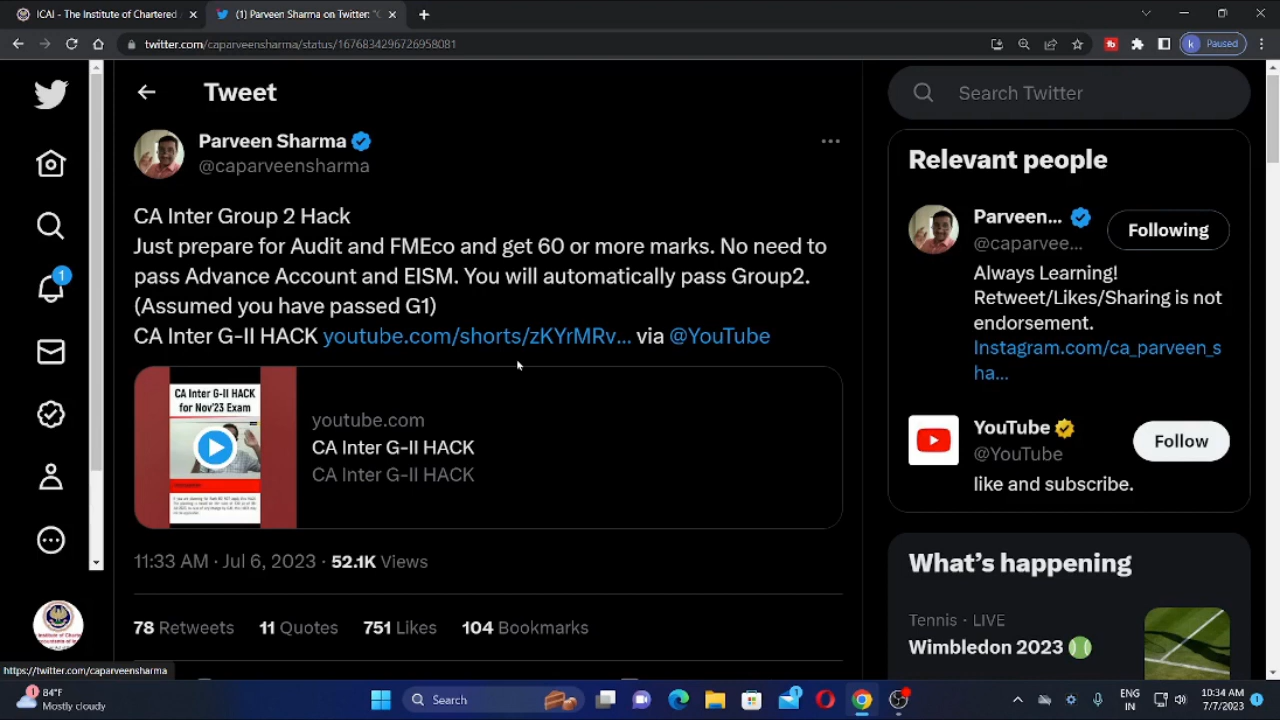 ICAI - The Institute of Chartered
(1) Parveen Sharma on Twitter: "C
twitter.com/caparveensharma/status/1676834296726958081
Paused
Tweet
Search Twitter
Parveen Sharma
@caparveensharma
CA Inter Group 2 Hack
Just prepare for Audit and FMEco and get 60 or more marks. No need to
pass Advance Account and EISM. You will automatically pass Group2.
(Assumed you have passed G1)
CA Inter G-II HACK youtube.com/shorts/zKYrMRv... via @YouTube
CA Inter G-II HACK
for Nov'23 Exam
youtube.com
CA Inter G-II HACK
CA Inter G-II HACK
11:33 AM · Jul 6, 2023 · 52.1K Views
78 Retweets 11 Quotes 751 Likes 104 Bookmarks
Relevant people
Parveen...
@caparvee...
Following
Always Learning!
Retweet/Likes/Sharing is not
endorsement.
Instagram.com/ca_parveen_s
ha...
YouTube
@YouTube
Follow
like and subscribe.
What's happening
Tennis · LIVE
Wimbledon 2023
1
https://twitter.com/caparveensharma
84°F
Mostly cloudy
Search
ENG
IN
10:34 AM
7/7/2023